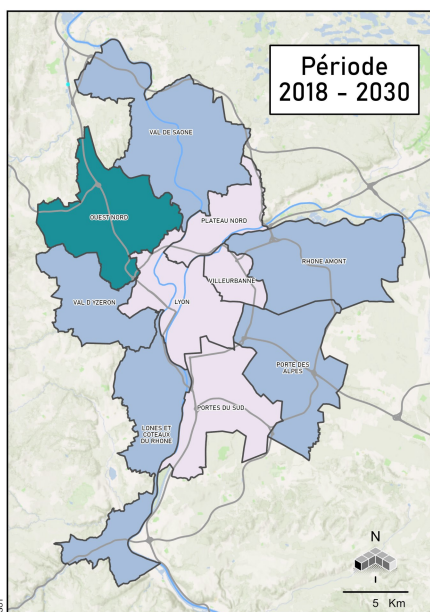 Période
2018 - 2030
VAL DE SAONE
OUEST NORD
PLATEAU NORD
RHONE AMONT
VILLEURBANNE
VAL D'YZERON
LYON
PORTE DES
ALPES
PORTES DU SUD
LONES ET
COTEAUX
DU RHONE
N
5 Km